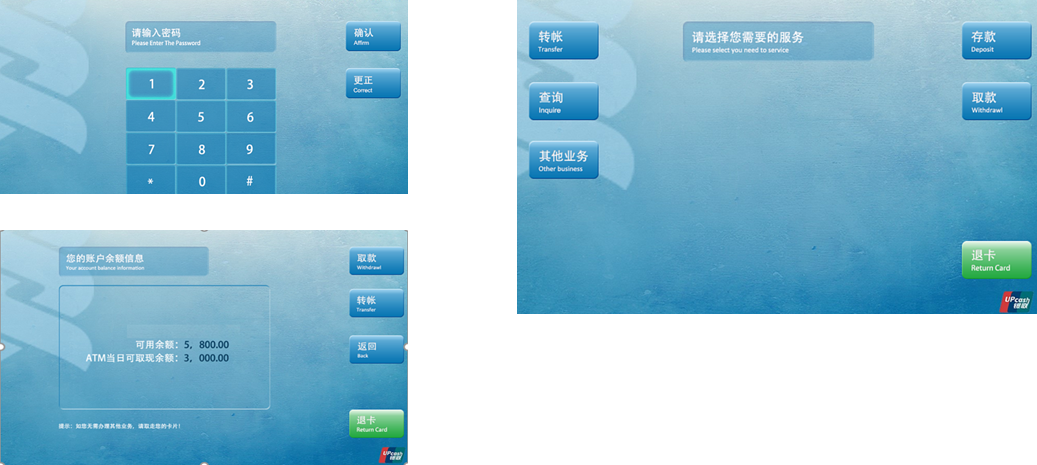 请输入密码
Please Enter The Password
确认
Affirm
更正
Correct
1 2 3
4 5 6
7 8 9
* 0 #
您的账户余额信息
Your account balance information
取款
Withdrawl
转帐
Transfer
返回
Back
可用余额：5，800.00
ATM当日可取现余额：3，000.00
退卡
Return Card
提示：如您无需办理其他业务，请取走您的卡片！
UPcash
银联
转帐
Transfer
查询
Inquire
其他业务
Other business
请选择您需要的服务
Please select you need to service
存款
Deposit
取款
Withdrawl
退卡
Return Card
UPcash
银联